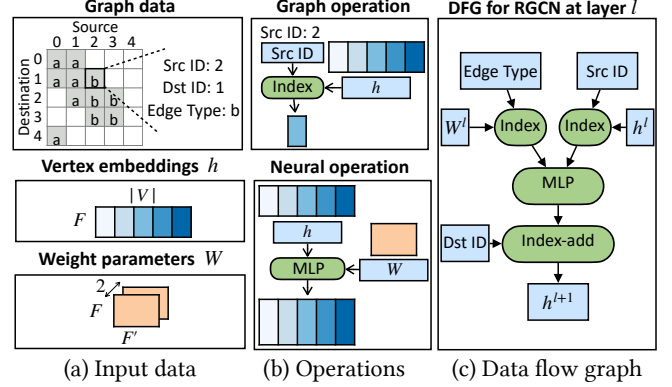 Graph data
Source
0 1 2 3 4
Destination
0 a a
1 a a b
2 a b b
3 b b
4 a
Src ID: 2
Dst ID: 1
Edge Type: b
Vertex embeddings h
|V|
F
Weight parameters W
2
F
F′
(a) Input data
Graph operation
Src ID: 2
Src ID
Index
h
Neural operation
h
MLP
W
(b) Operations
DFG for RGCN at layer l
Edge Type
Src ID
W^l
Index
Index
h^l
MLP
Dst ID
Index-add
h^{l+1}
(c) Data flow graph